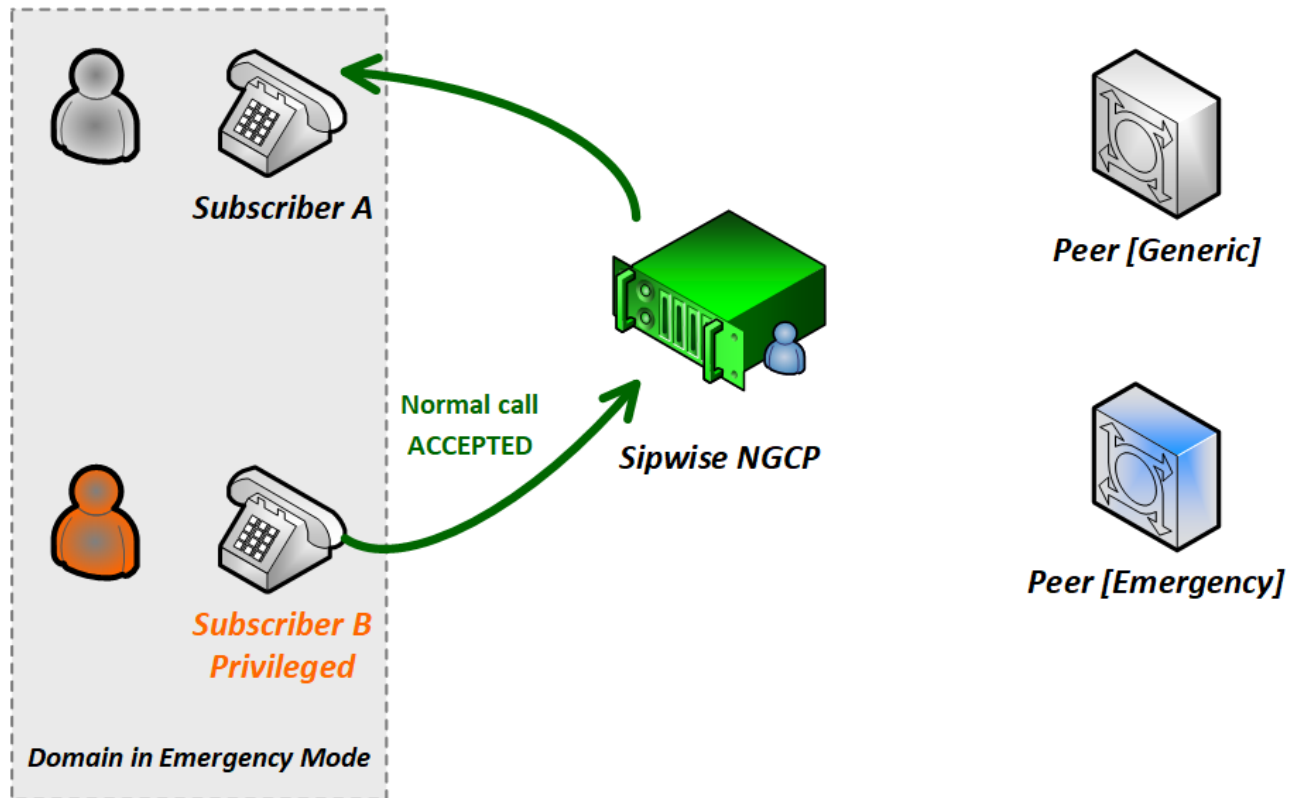 Subscriber A
Peer [Generic]
Normal call
ACCEPTED
Sipwise NGCP
Peer [Emergency]
Subscriber B
Privileged
Domain in Emergency Mode